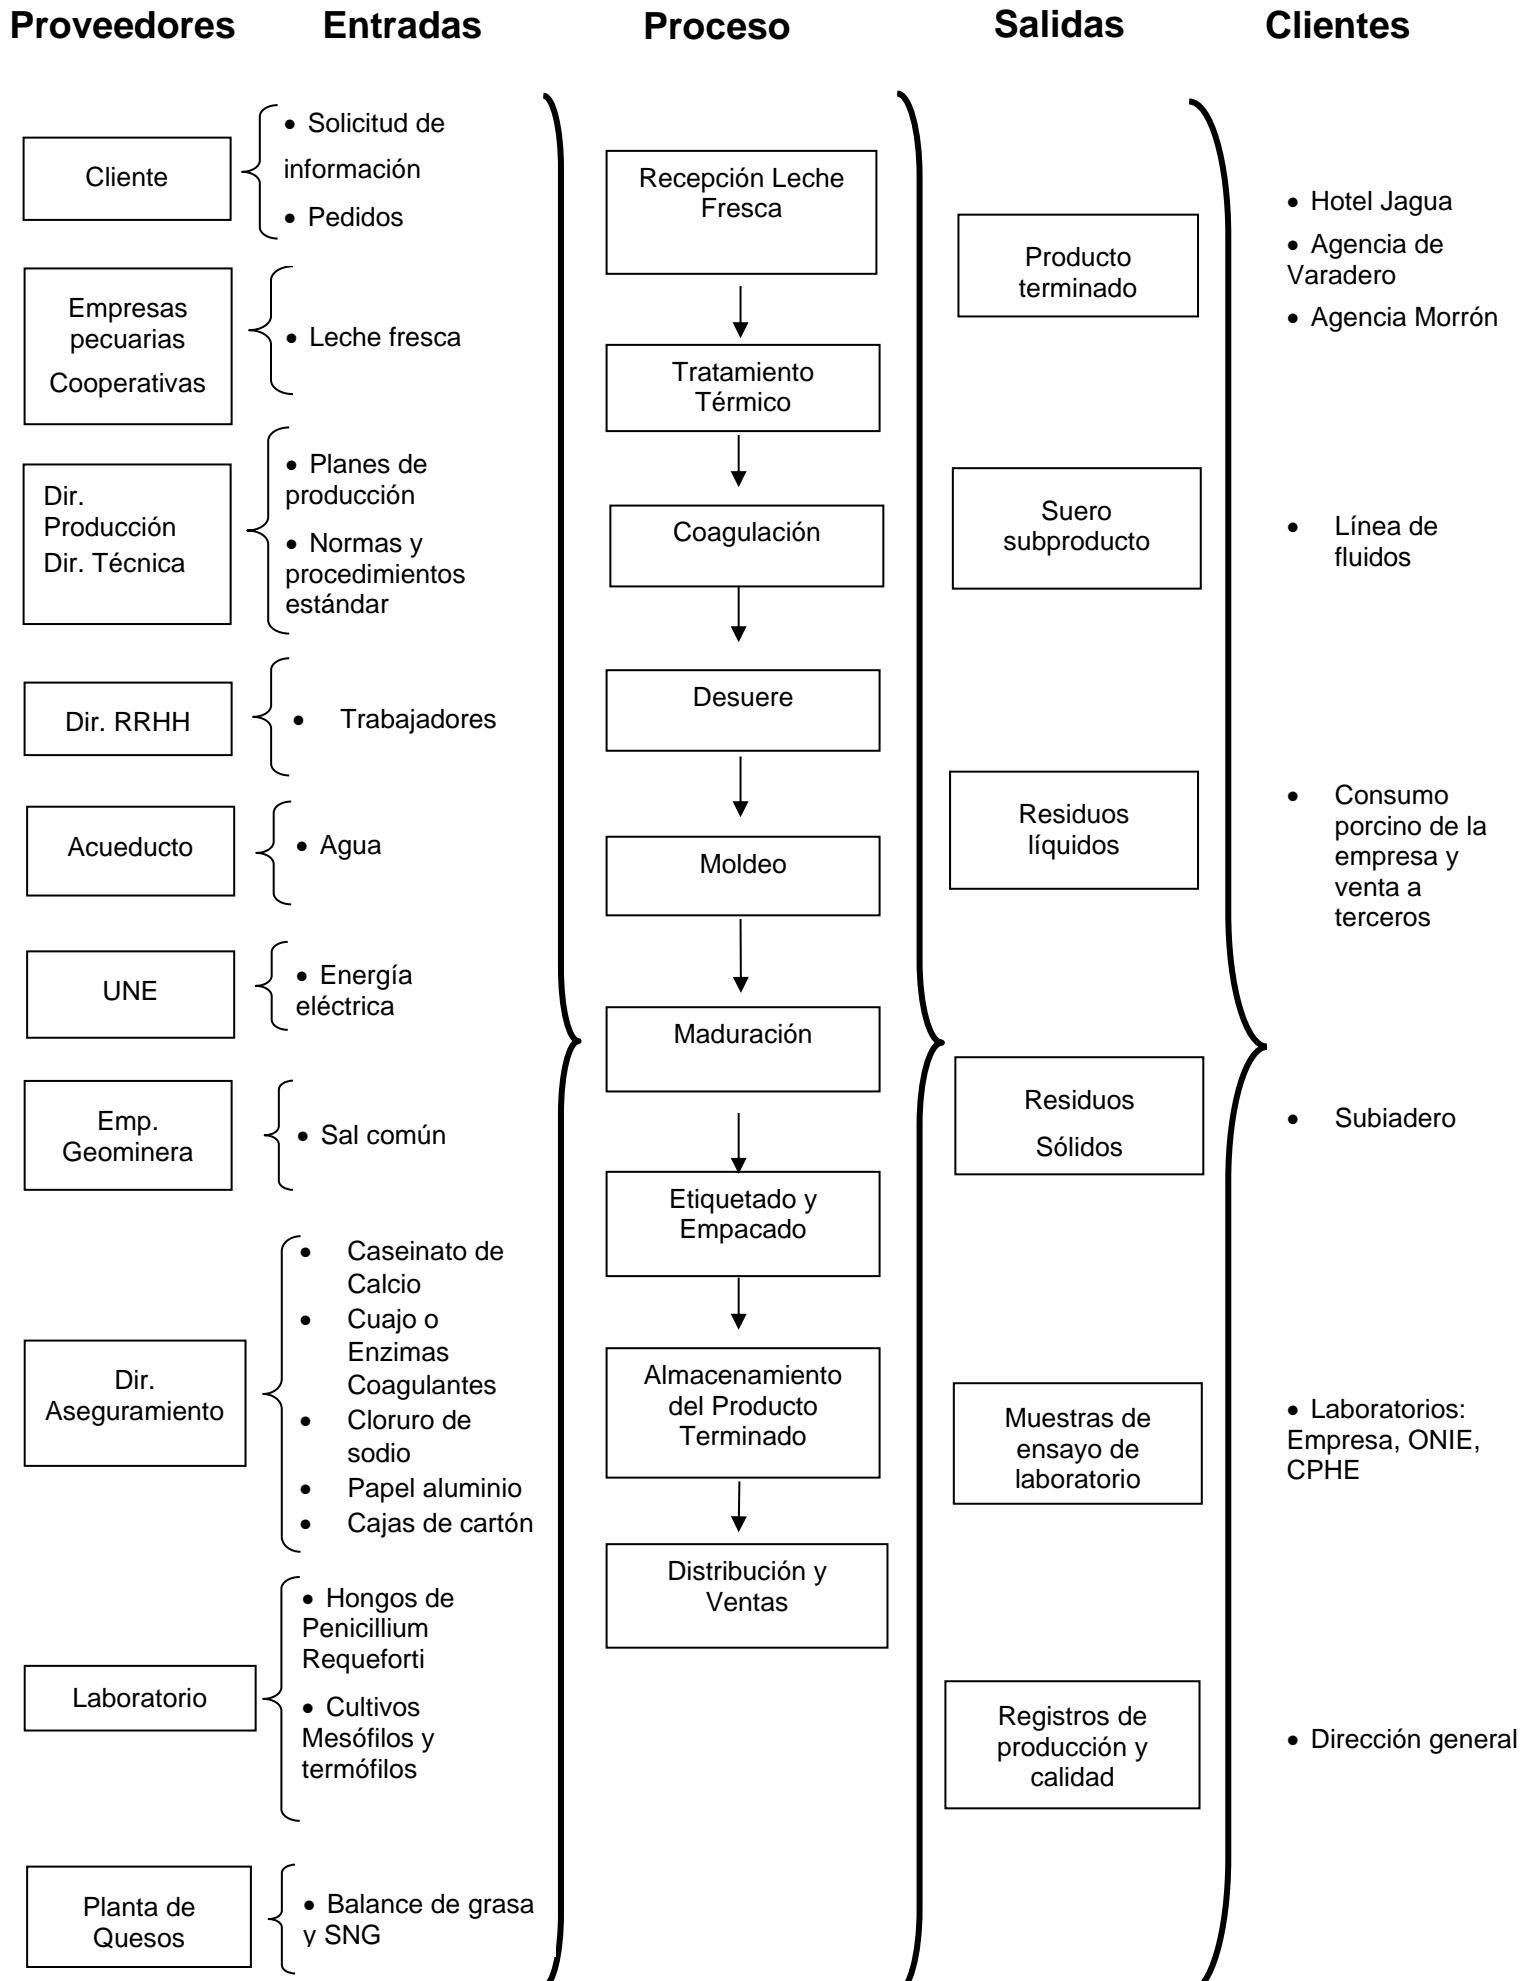 Proveedores
Entradas
Proceso
Salidas
Clientes
Cliente
• Solicitud de
información
• Pedidos
Empresas
pecuarias
Cooperativas
• Leche fresca
Dir.
Producción
Dir. Técnica
• Planes de
producción
• Normas y
procedimientos
estándar
Dir. RRHH
• Trabajadores
Acueducto
• Agua
UNE
• Energía
eléctrica
Emp.
Geominera
• Sal común
Dir.
Aseguramiento
• Caseinato de
Calcio
• Cuajo o
Enzimas
Coagulantes
• Cloruro de
sodio
• Papel aluminio
• Cajas de cartón
Laboratorio
• Hongos de
Penicillium
Requeforti
• Cultivos
Mesófilos y
termófilos
Planta de
Quesos
• Balance de grasa
y SNG
Recepción Leche
Fresca
Tratamiento
Térmico
Coagulación
Desuere
Moldeo
Maduración
Etiquetado y
Empacado
Almacenamiento
del Producto
Terminado
Distribución y
Ventas
Producto
terminado
Suero
subproducto
Residuos
líquidos
Residuos
Sólidos
Muestras de
ensayo de
laboratorio
Registros de
producción y
calidad
• Hotel Jagua
• Agencia de
Varadero
• Agencia Morrón
• Línea de
fluidos
• Consumo
porcino de la
empresa y
venta a
terceros
• Subiadero
• Laboratorios:
Empresa, ONIE,
CPHE
• Dirección general